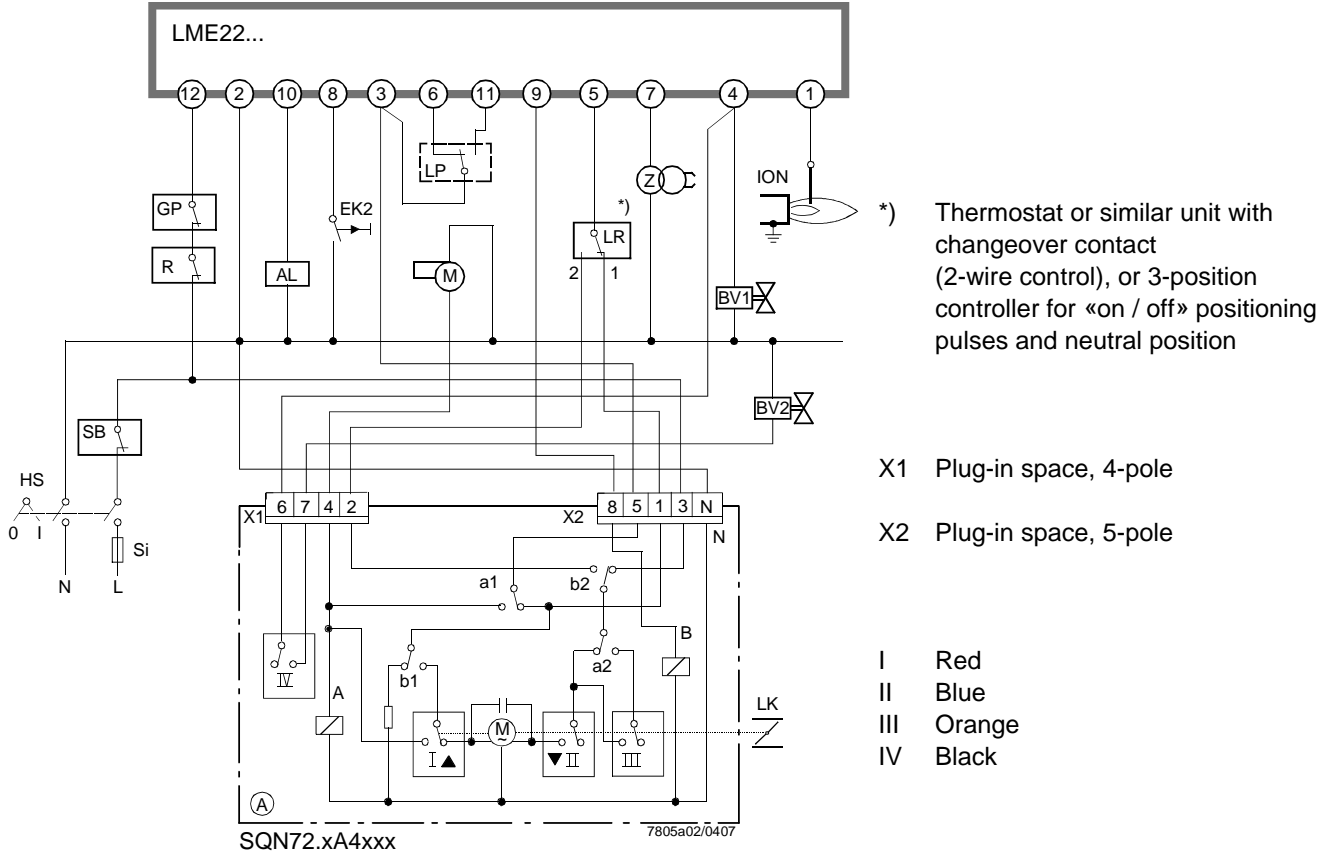 LME22...
12 2 10 8 3 6 11 9 5 7 4 1
LP
Z
ION
GP
EK2
*)
LR
R
AL
M
2 1
BV1
*) Thermostat or similar unit with
changeover contact
(2-wire control), or 3-position
controller for «on / off» positioning
pulses and neutral position
BV2
SB
HS
0 I
Si
N L
X1 6 7 4 2
X2 8 5 1 3 N
N
X1 Plug-in space, 4-pole
X2 Plug-in space, 5-pole
a1 b2
B
IV
A
b1
a2
M
~
I ▲
▼ II
III
LK
I Red
II Blue
III Orange
IV Black
A
7805a02/0407
SQN72.xA4xxx